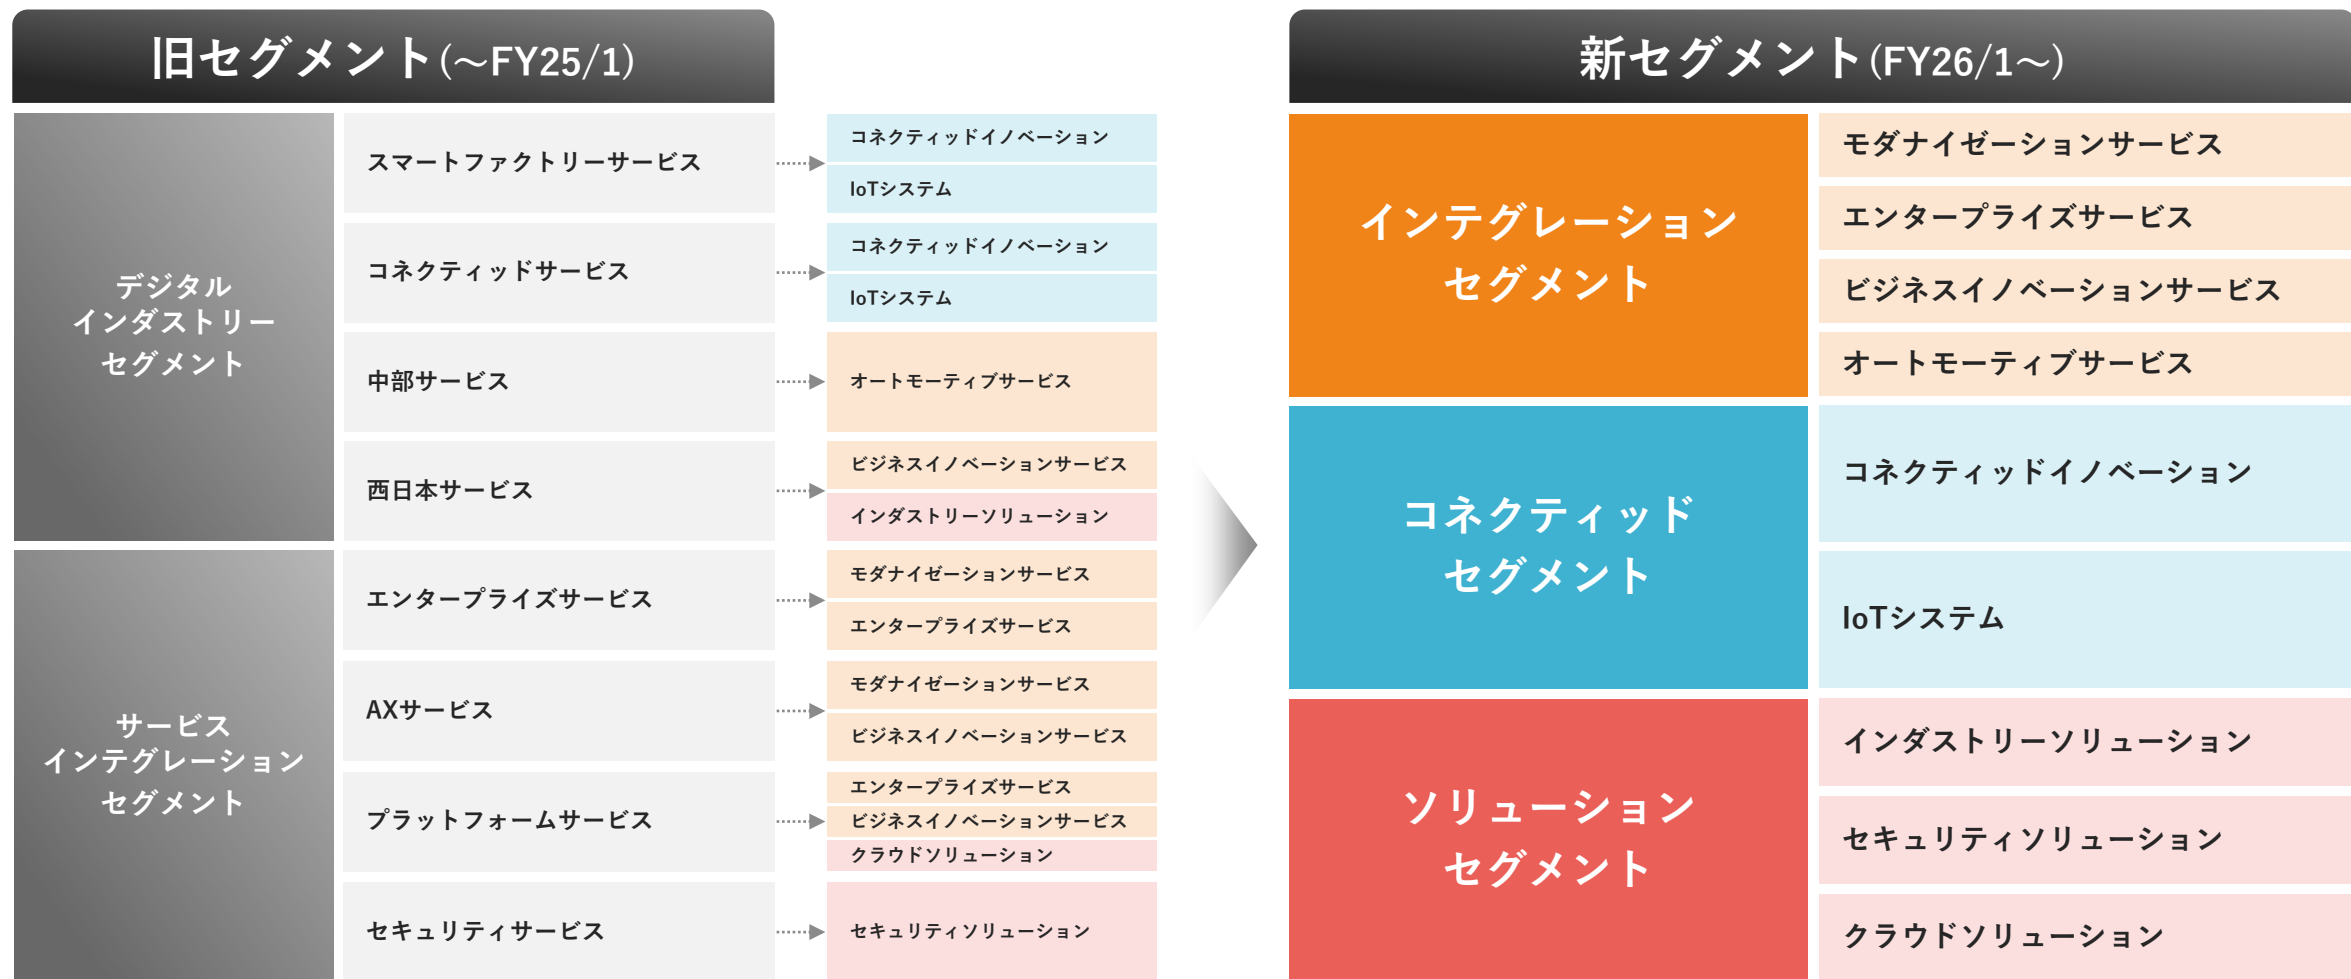 旧セグメント(～FY25/1)
デジタル
インダストリー
セグメント
スマートファクトリーサービス
コネクティッドイノベーション
IoTシステム
コネクティッドサービス
コネクティッドイノベーション
IoTシステム
中部サービス
オートモーティブサービス
西日本サービス
ビジネスイノベーションサービス
インダストリーソリューション
サービス
インテグレーション
セグメント
エンタープライズサービス
モダナイゼーションサービス
エンタープライズサービス
AXサービス
モダナイゼーションサービス
ビジネスイノベーションサービス
プラットフォームサービス
エンタープライズサービス
ビジネスイノベーションサービス
クラウドソリューション
セキュリティサービス
セキュリティソリューション
新セグメント(FY26/1～)
インテグレーション
セグメント
モダナイゼーションサービス
エンタープライズサービス
ビジネスイノベーションサービス
オートモーティブサービス
コネクティッド
セグメント
コネクティッドイノベーション
IoTシステム
ソリューション
セグメント
インダストリーソリューション
セキュリティソリューション
クラウドソリューション